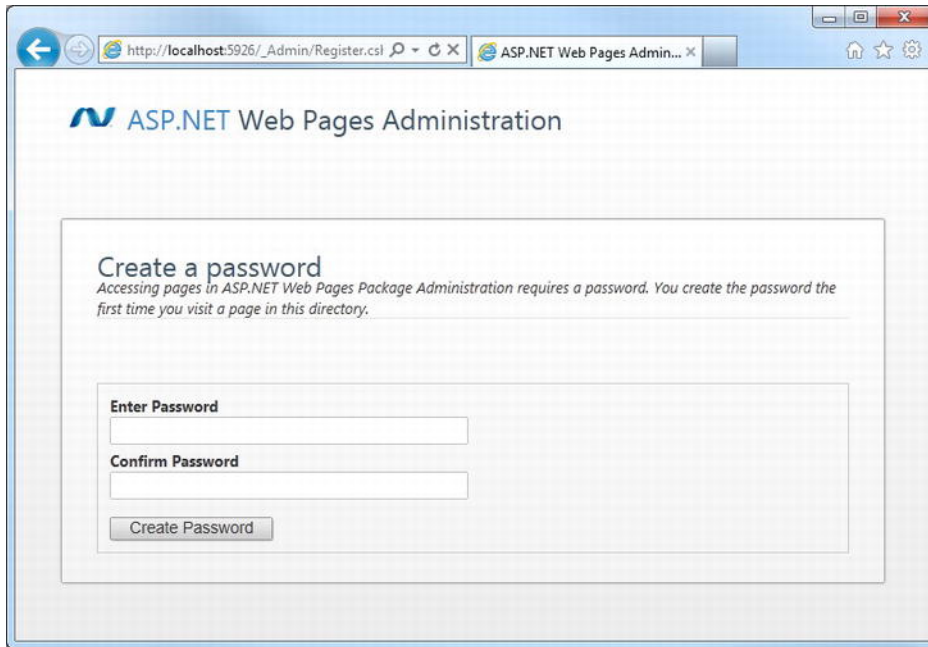 http://localhost:5926/_Admin/Register.csl
ASP.NET Web Pages Admin...
ASP.NET Web Pages Administration
Create a password
Accessing pages in ASP.NET Web Pages Package Administration requires a password. You create the password the
first time you visit a page in this directory.
Enter Password
Confirm Password
Create Password